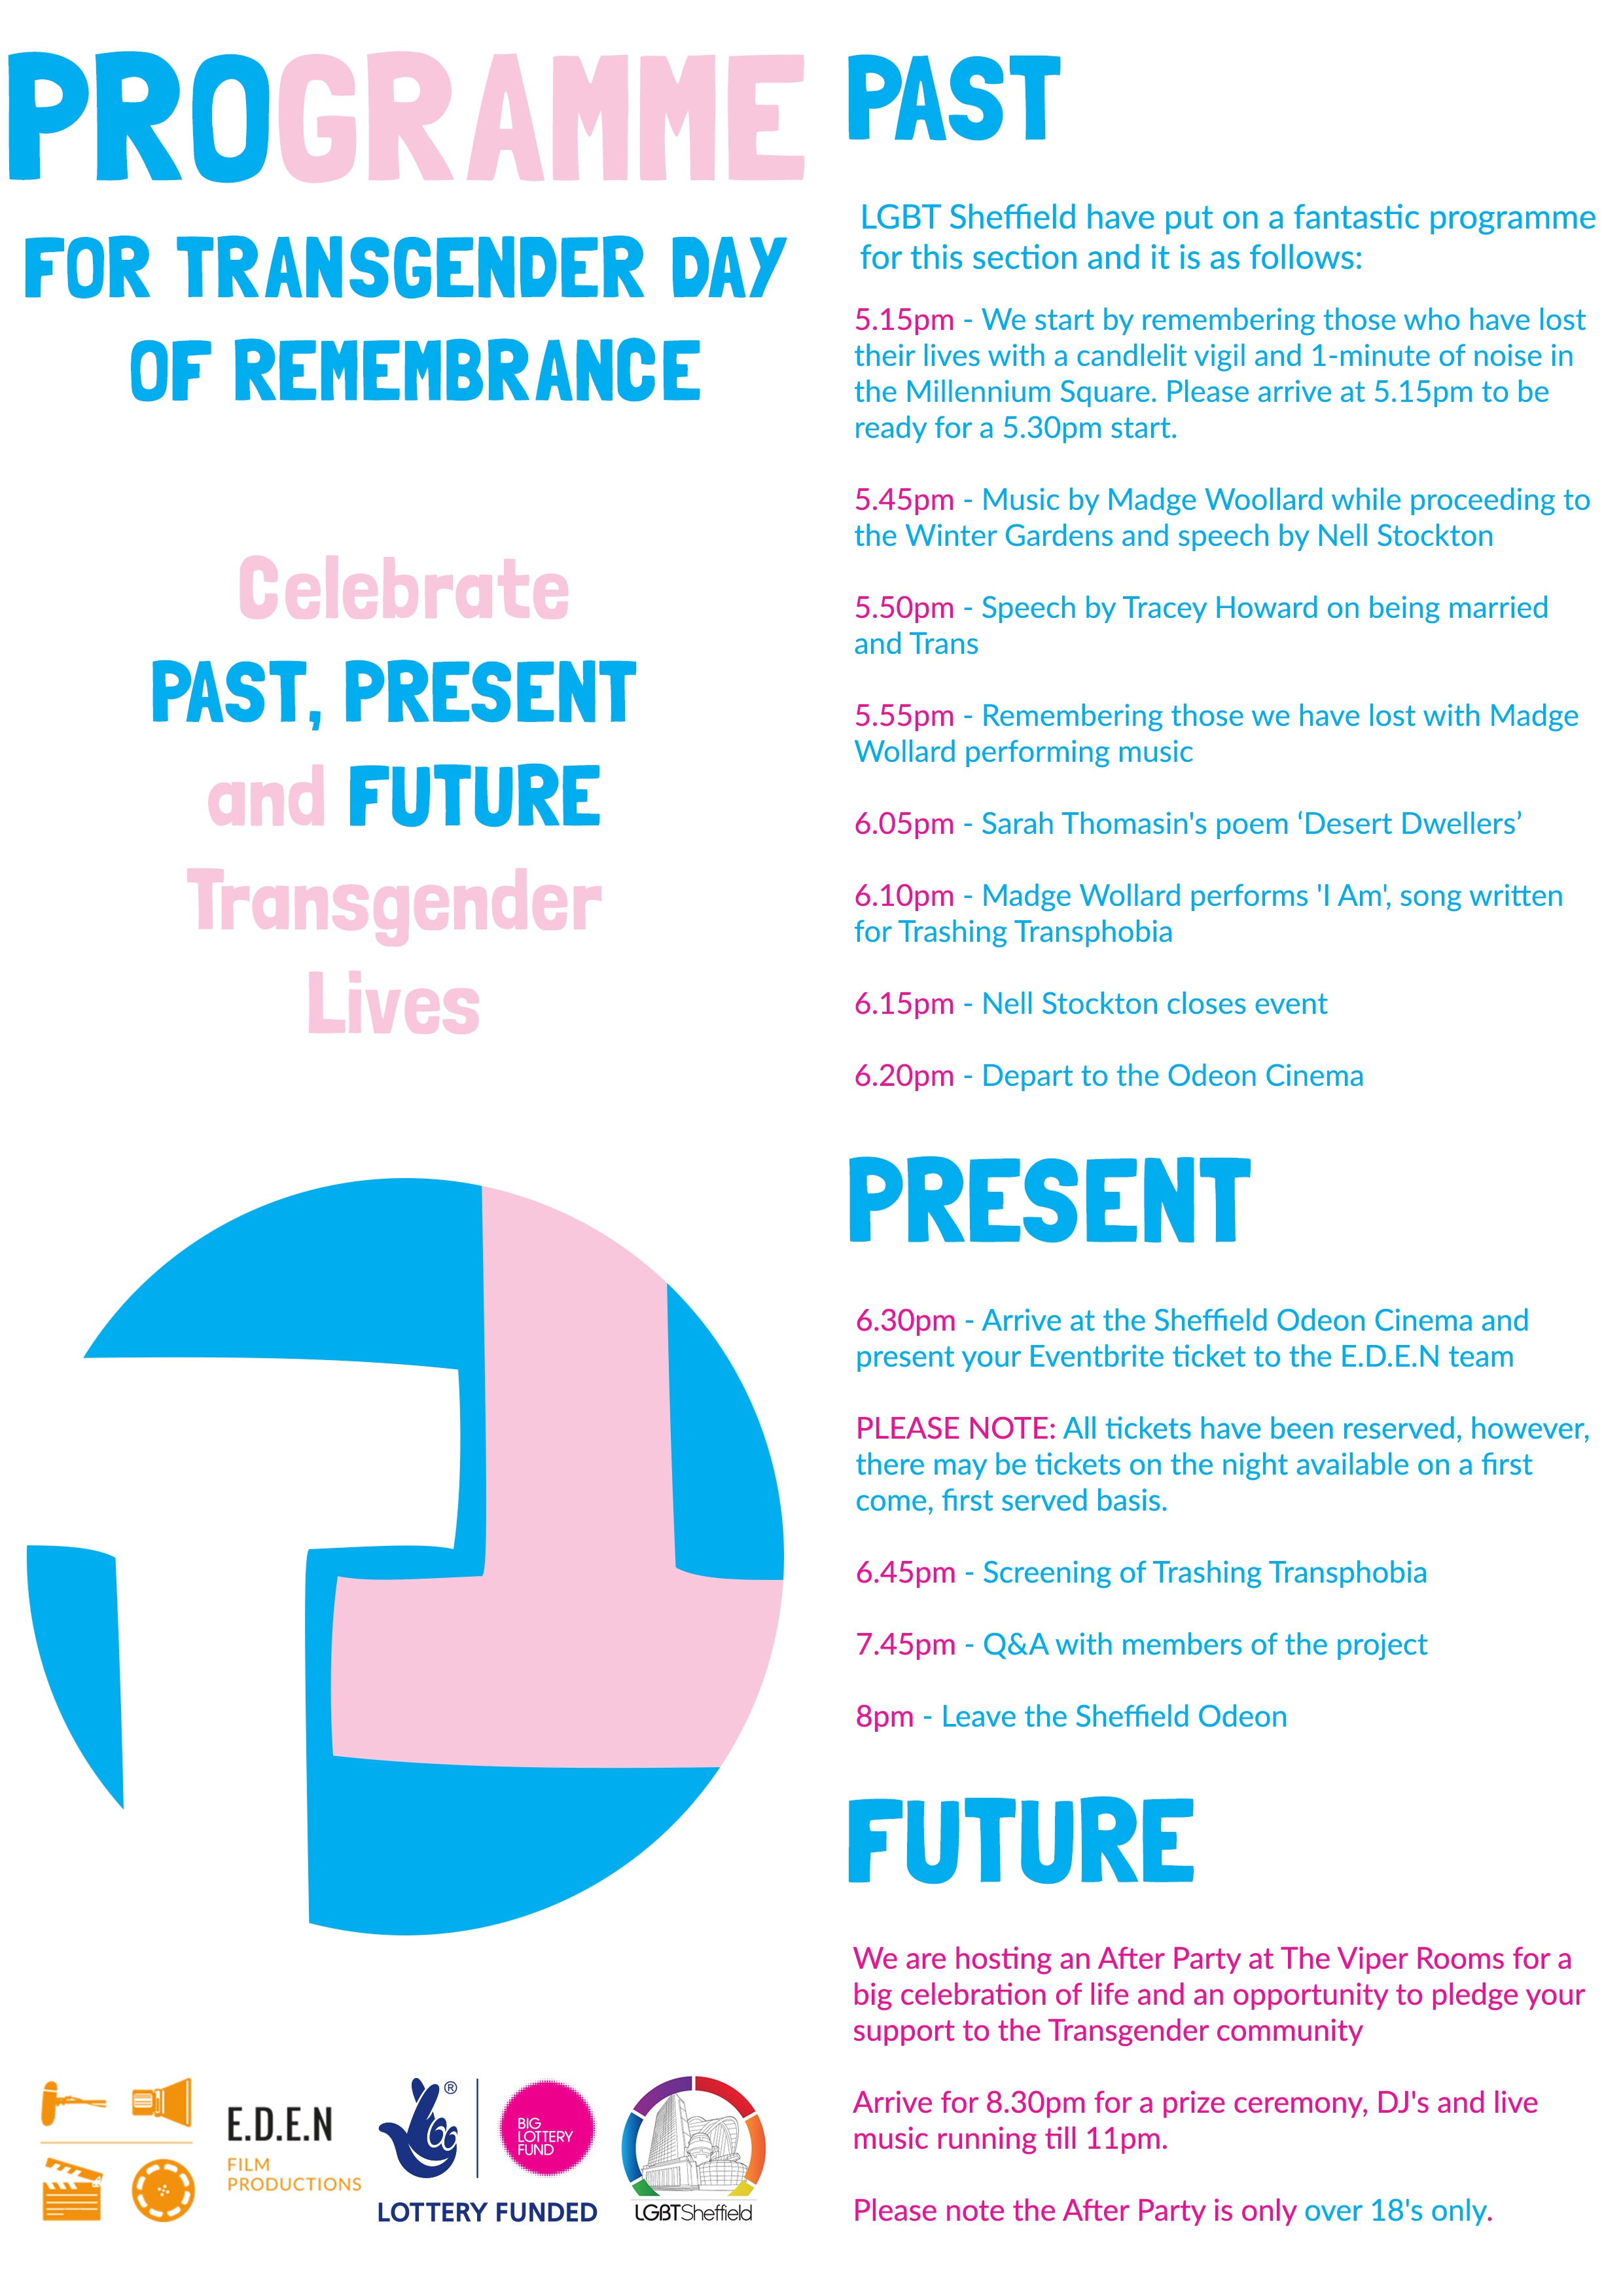 PROGRAMME
FOR TRANSGENDER DAY
OF REMEMBRANCE
Celebrate
PAST, PRESENT
and FUTURE
Transgender
Lives
E.D.E.N
FILM
PRODUCTIONS
®
BIG
LOTTERY
FUND
LOTTERY FUNDED
LGBTSheffield
PAST
LGBT Sheffield have put on a fantastic programme
for this section and it is as follows:
5.15pm - We start by remembering those who have lost
their lives with a candlelit vigil and 1-minute of noise in
the Millennium Square. Please arrive at 5.15pm to be
ready for a 5.30pm start.
5.45pm - Music by Madge Woollard while proceeding to
the Winter Gardens and speech by Nell Stockton
5.50pm - Speech by Tracey Howard on being married
and Trans
5.55pm - Remembering those we have lost with Madge
Wollard performing music
6.05pm - Sarah Thomasin's poem ‘Desert Dwellers’
6.10pm - Madge Wollard performs 'I Am', song written
for Trashing Transphobia
6.15pm - Nell Stockton closes event
6.20pm - Depart to the Odeon Cinema
PRESENT
6.30pm - Arrive at the Sheffield Odeon Cinema and
present your Eventbrite ticket to the E.D.E.N team
PLEASE NOTE: All tickets have been reserved, however,
there may be tickets on the night available on a first
come, first served basis.
6.45pm - Screening of Trashing Transphobia
7.45pm - Q&A with members of the project
8pm - Leave the Sheffield Odeon
FUTURE
We are hosting an After Party at The Viper Rooms for a
big celebration of life and an opportunity to pledge your
support to the Transgender community
Arrive for 8.30pm for a prize ceremony, DJ's and live
music running till 11pm.
Please note the After Party is only over 18's only.